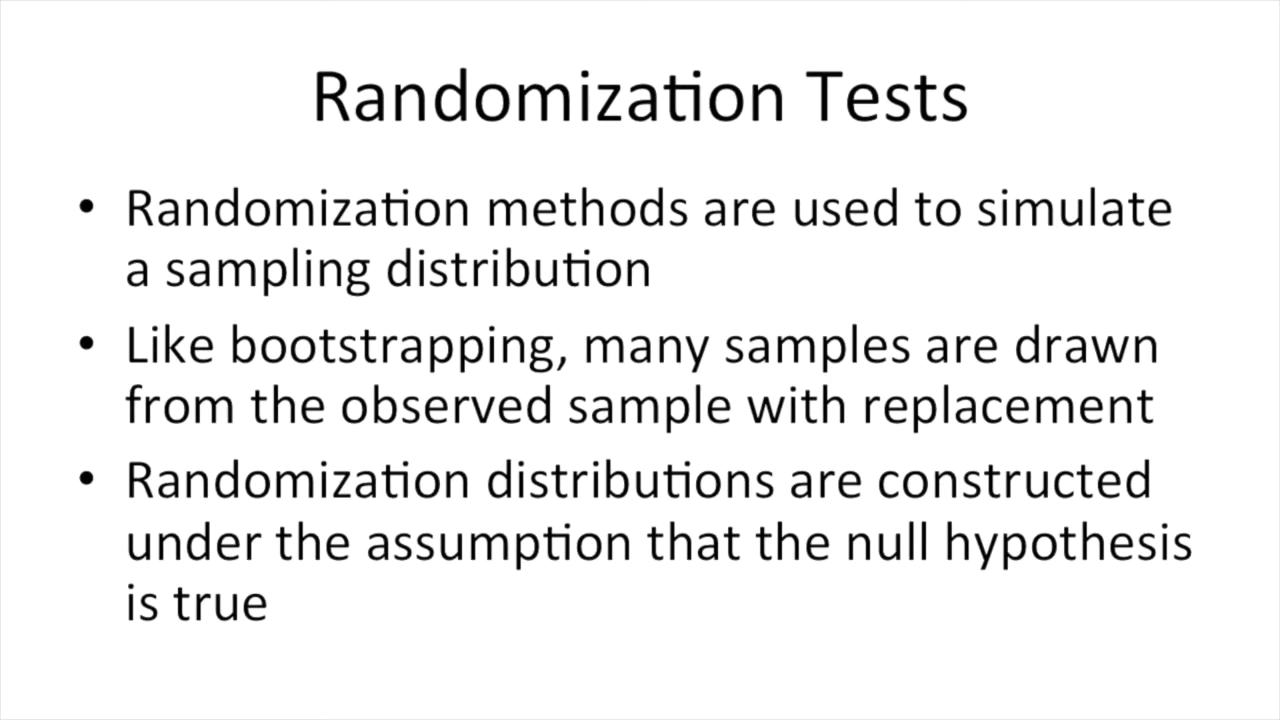 Randomization Tests
• Randomization methods are used to simulate
a sampling distribution
• Like bootstrapping, many samples are drawn
from the observed sample with replacement
• Randomization distributions are constructed
under the assumption that the null hypothesis
is true